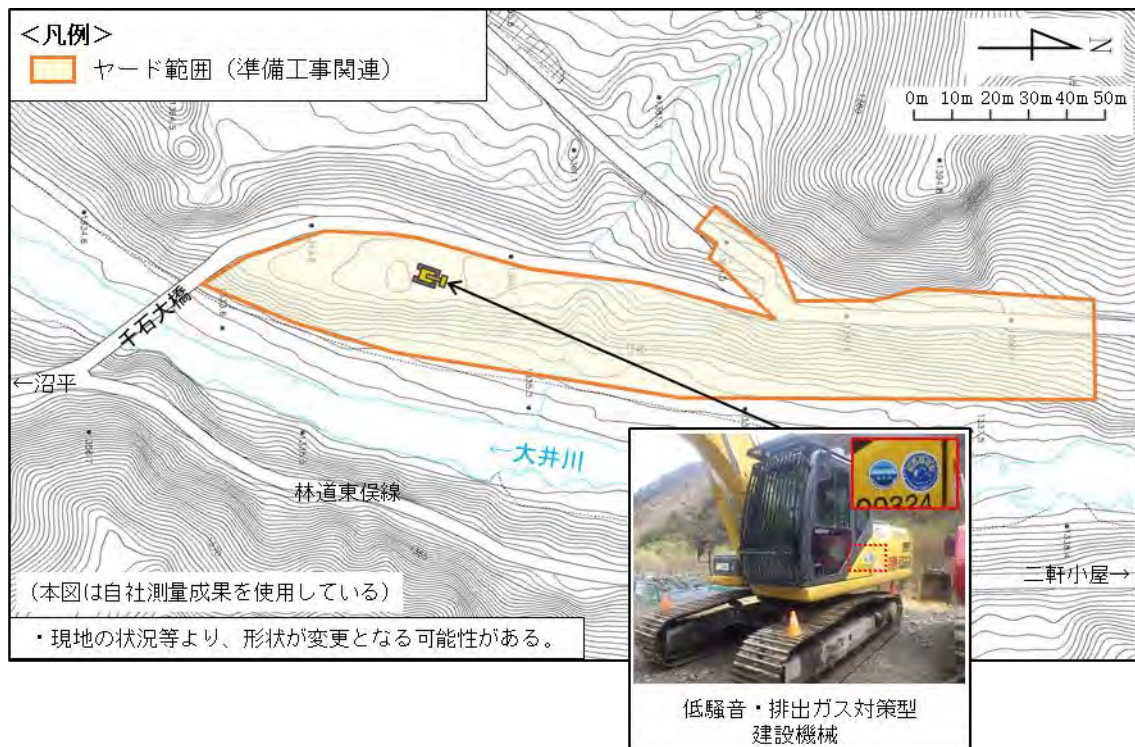 <凡例>
ヤード範囲(準備工事関連)
N
0m 10m 20m 30m 40m 50m
千石大橋
←沼平
←大井川
林道東俣線
二軒小屋→
(本図は自社測量成果を使用している)
・現地の状況等より、形状が変更となる可能性がある。
00324
低騒音・排出ガス対策型
建設機械